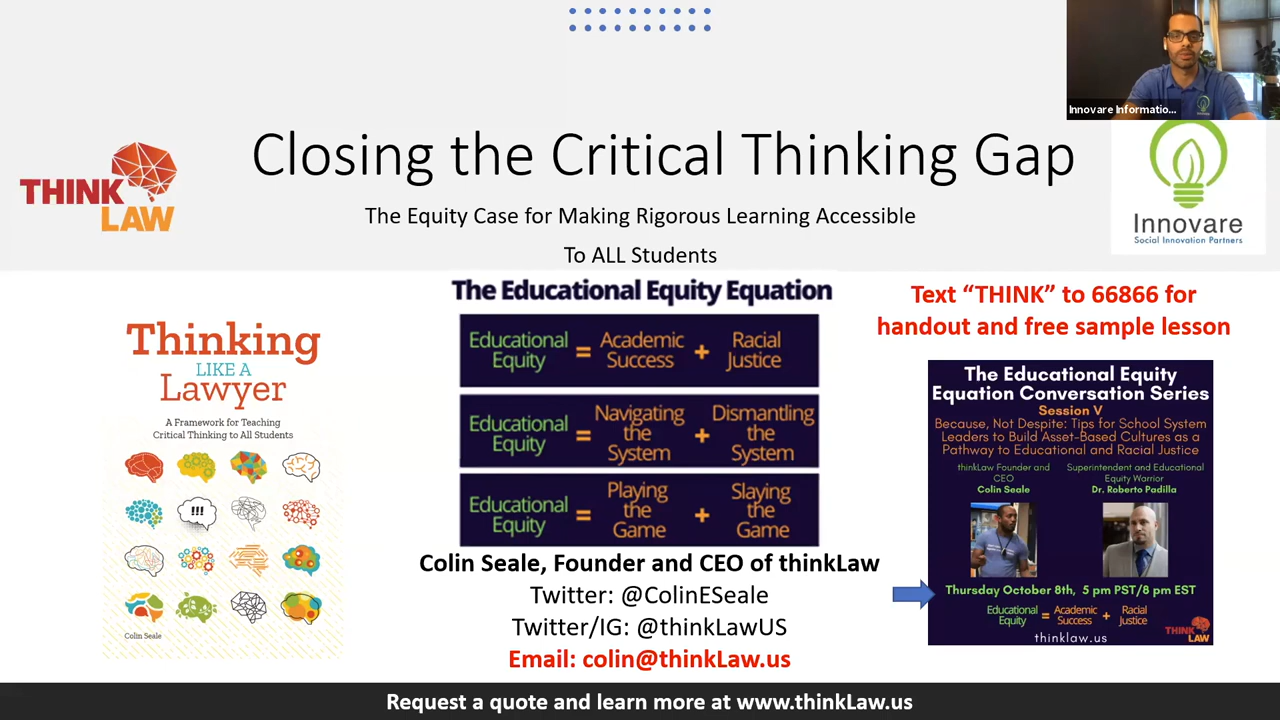 Innovare Informatio...
Closing the Critical Thinking Gap
The Equity Case for Making Rigorous Learning Accessible
To ALL Students
THINK
LAW
Innovare
Social Innovation Partners
Thinking
LIKE A
Lawyer
A Framework for Teaching
Critical Thinking to All Students
!!!
Colin Seale
The Educational Equity Equation
Educational Equity = Academic Success + Racial Justice
Educational Equity = Navigating the System + Dismantling the System
Educational Equity = Playing the Game + Slaying the Game
Colin Seale, Founder and CEO of thinkLaw
Twitter: @ColinESeale
Twitter/IG: @thinkLawUS
Email: colin@thinkLaw.us
Text “THINK” to 66866 for
handout and free sample lesson
The Educational Equity
Equation Conversation Series
Session V
Because, Not Despite: Tips for School System
Leaders to Build Asset-Based Cultures as a
Pathway to Educational and Racial Justice
thinkLaw Founder and
CEO
Colin Seale
Superintendent and Educational
Equity Warrior
Dr. Roberto Padilla
Thursday October 8th, 5 pm PST/8 pm EST
Educational Equity = Academic Success + Racial Justice
thinklaw.us
THINK
LAW
Request a quote and learn more at www.thinkLaw.us